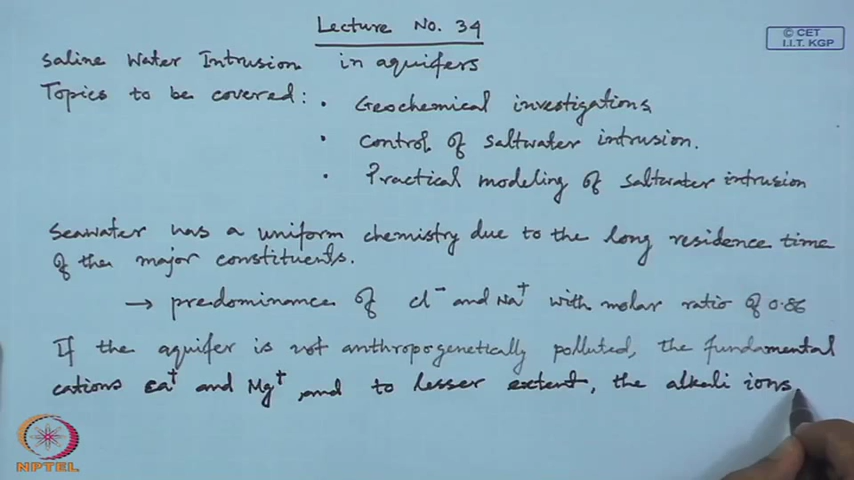 Lecture No. 34
© CET
I.I.T. KGP
Saline Water Intrusion in aquifers
Topics to be covered: • Geochemical investigations
• Control of saltwater intrusion.
• Practical modeling of saltwater intrusion
Seawater has a uniform chemistry due to the long residence time
of the major constituents.
→ predominance of Cl⁻ and Na⁺ with molar ratio of 0.86
If the aquifer is not anthropogenetically polluted, the fundamental
cations Ca⁺ and Mg⁺ and to lesser extent, the alkali ions
NPTEL